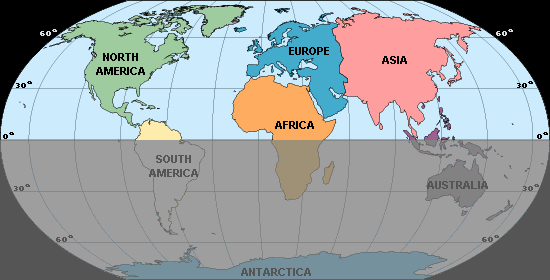 60°
60°
NORTH
AMERICA
EUROPE
ASIA
30°
30°
AFRICA
0°
0°
SOUTH
AMERICA
AUSTRALIA
30°
30°
60°
60°
ANTARCTICA